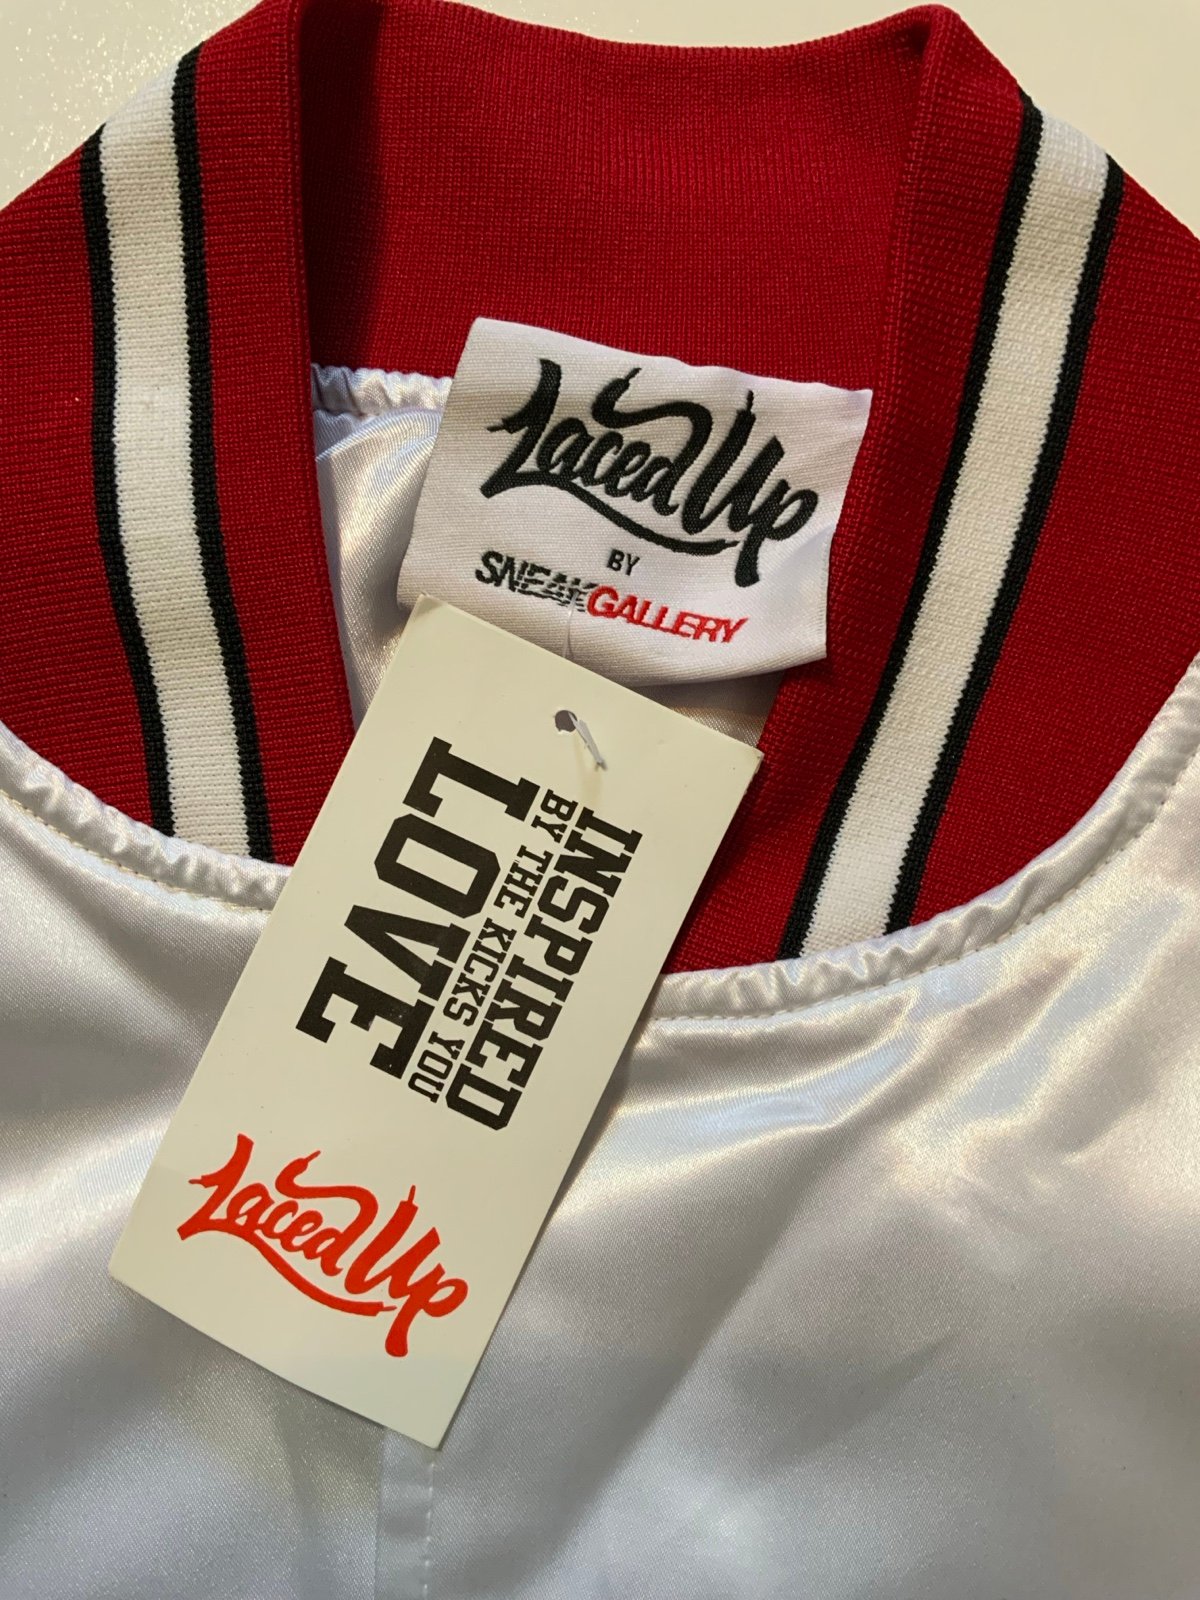 Laced Up
BY
SNEAKGALLERY
INSPIRED
BY THE KICKS YOU
LOVE
Laced Up